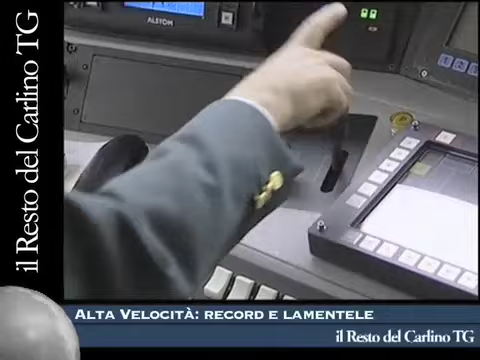 il Resto del Carlino TG
ALSTOM
ALTA VELOCITÀ: RECORD E LAMENTELE
il Resto del Carlino TG